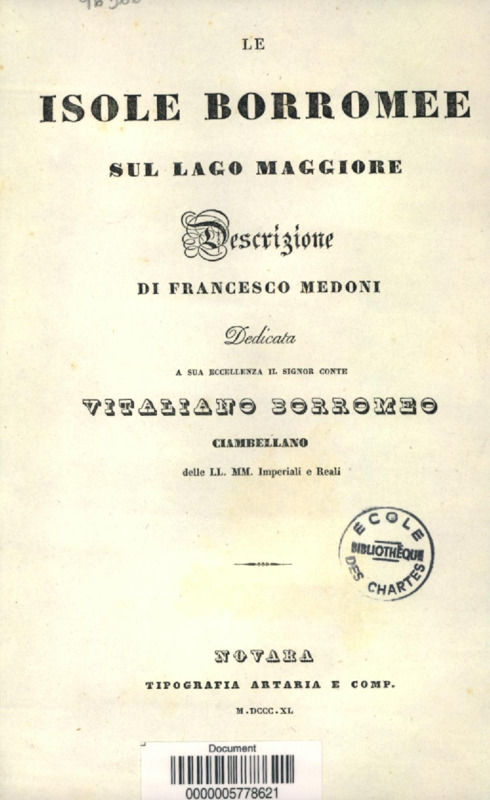 LE
ISOLE BORROMEE
SUL LAGO MAGGIORE
Descrizione
DI FRANCESCO MEDONI
Dedicata
A SUA ECCELLENZA IL SIGNOR CONTE
VITALIANO BORROMEO
CIAMBELLANO
delle LL. MM. Imperiali e Reali
ECOLE
BIBLIOTHÈQUE
DES CHARTES
NOVARA
TIPOGRAFIA ARTARIA E COMP.
M.DCCC.XL
Document
0000005778621